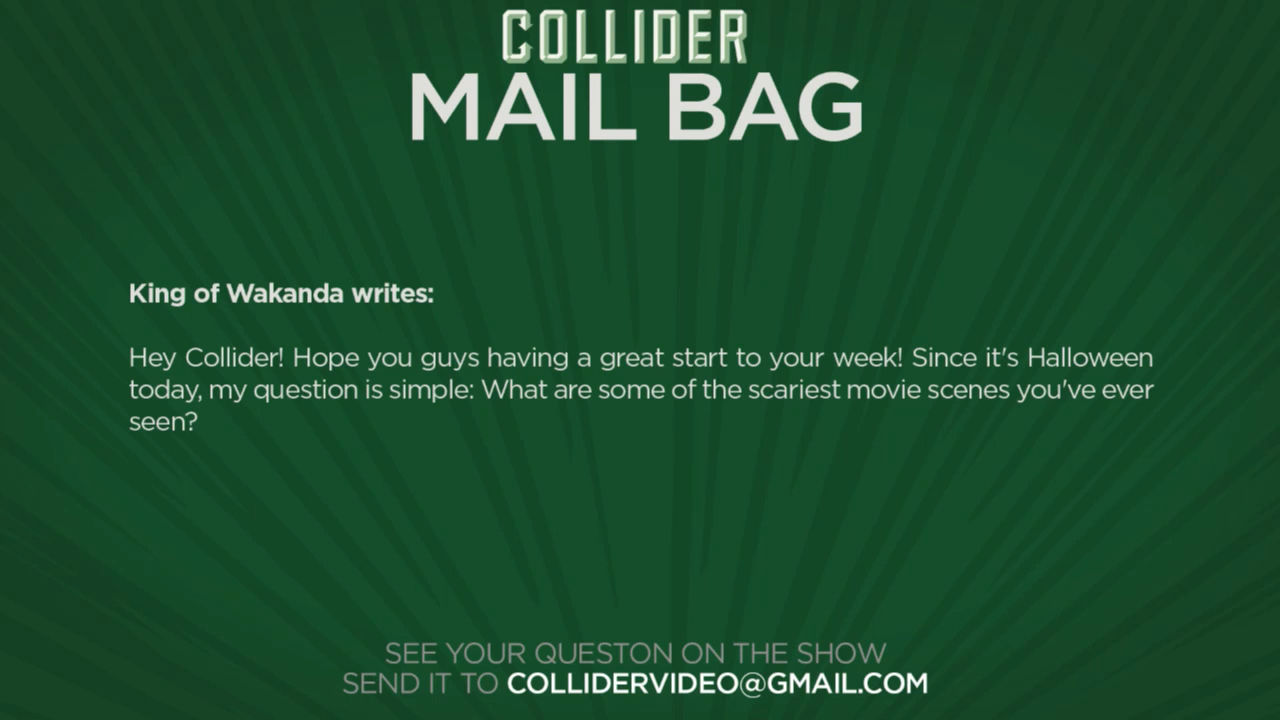 COLLIDER
MAIL BAG
King of Wakanda writes:
Hey Collider! Hope you guys having a great start to your week! Since it's Halloween
today, my question is simple: What are some of the scariest movie scenes you've ever
seen?
SEE YOUR QUESTON ON THE SHOW
SEND IT TO COLLIDERVIDEO@GMAIL.COM